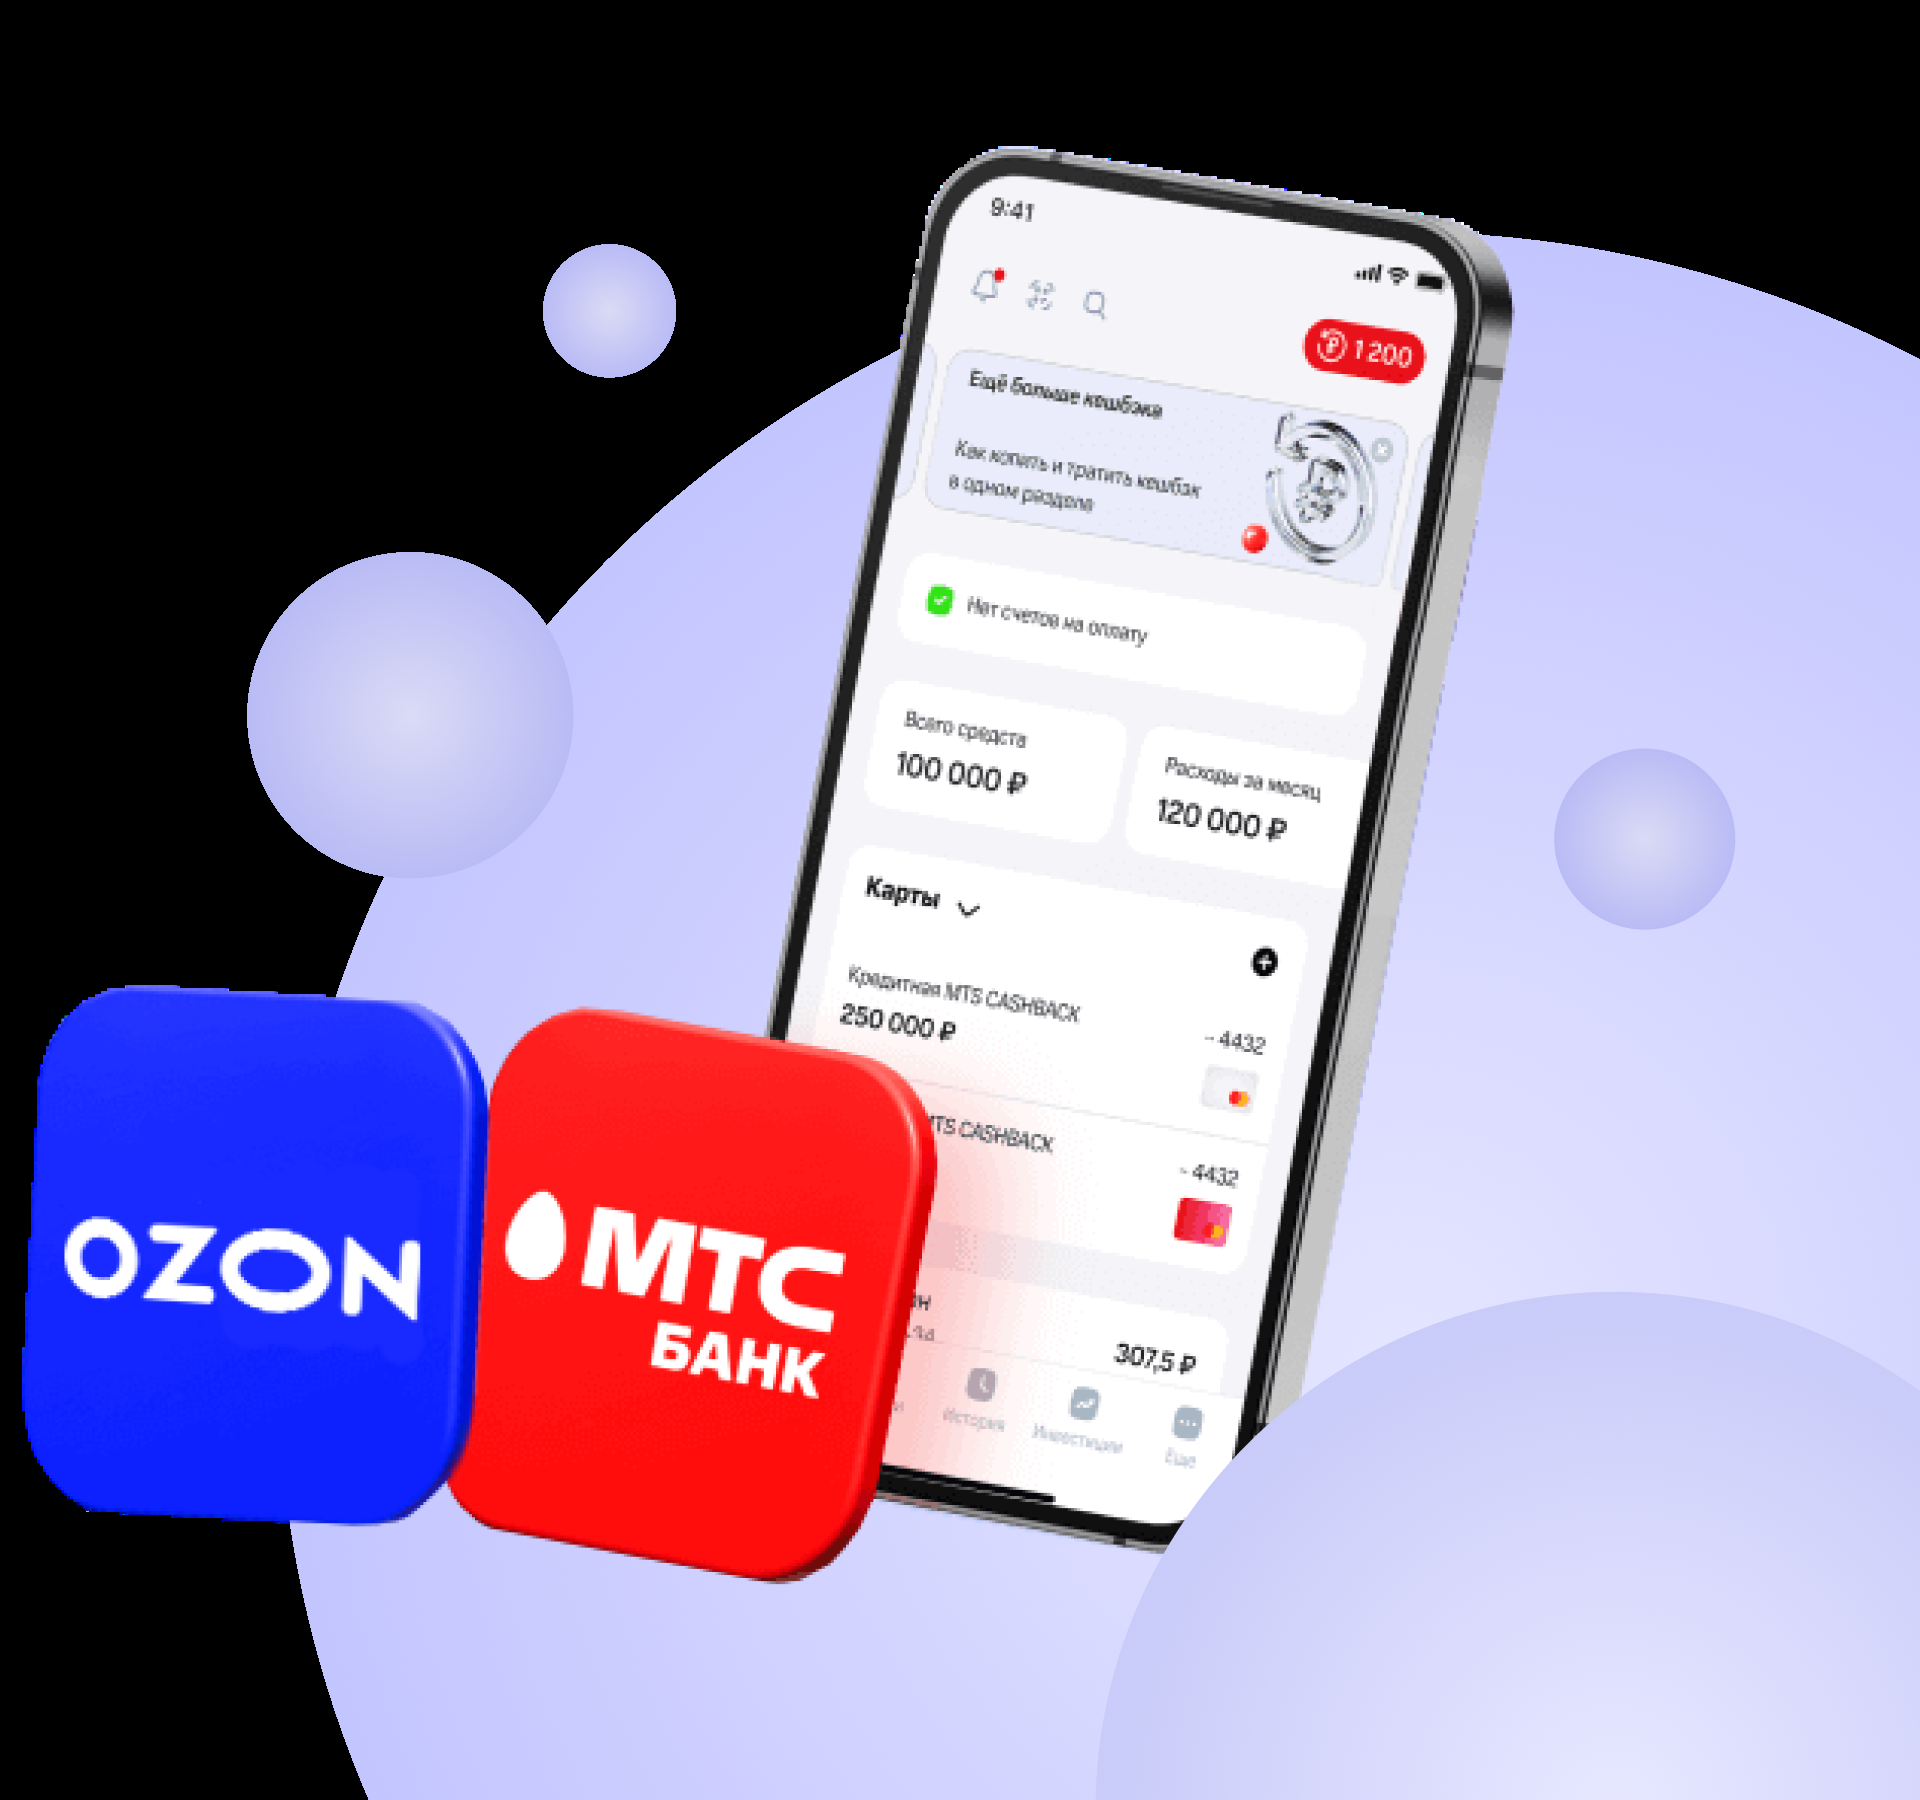 9:41
1 200
Ещё больше кешбэка
Как копить и тратить кешбэк
в одном разделе
Нет счетов на оплату
Всего средств
100 000 ₽
Расходы за месяц
120 000 ₽
Карты
Кредитная MTS CASHBACK
250 000 ₽
4432
MTS CASHBACK
4432
307,5 ₽
История
Инвестиции
Ещё
OZON
МТС
БАНК